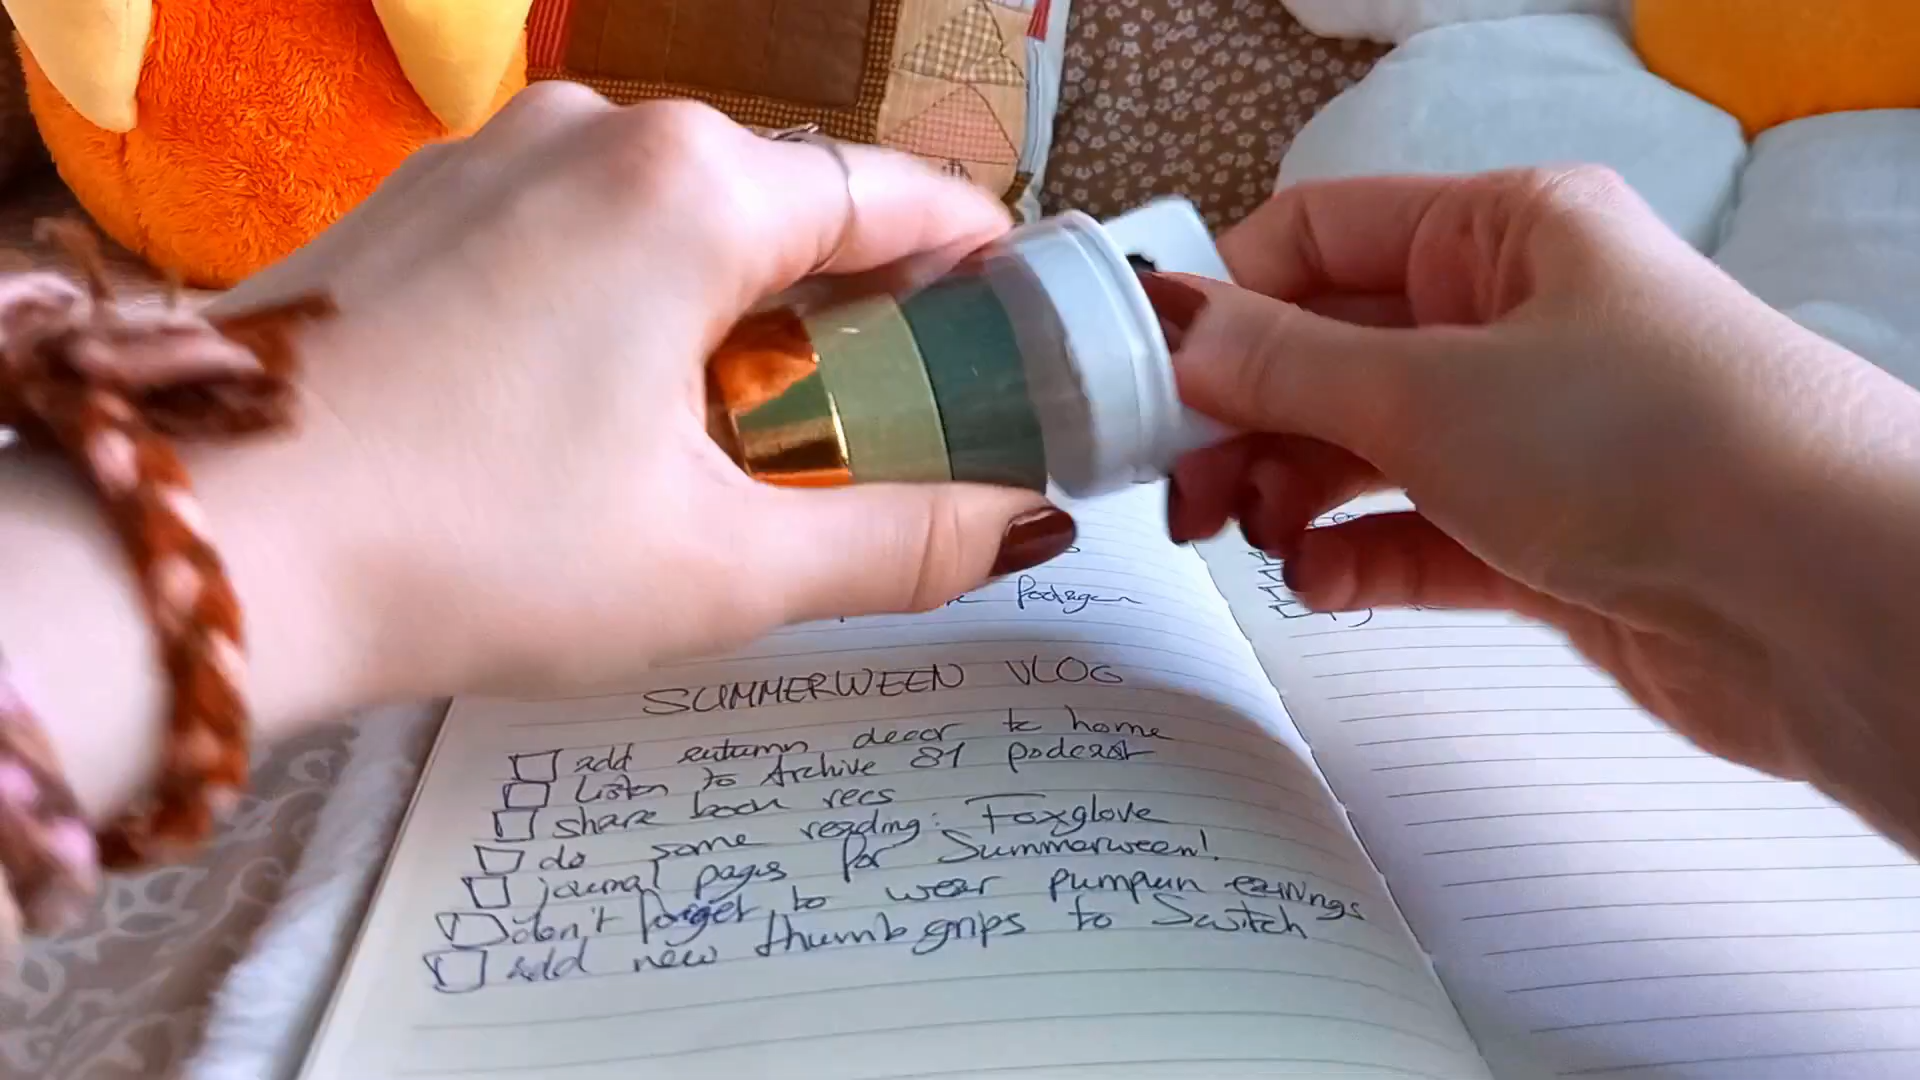 footage
SUMMERWEEN VLOG
add autumn decor to home
Listen to Archive 81 podcast
share book recs
do some reading: Foxglove
journal pages for Summerween!
don't forget to wear pumpkin earrings
add new thumb grips to Switch